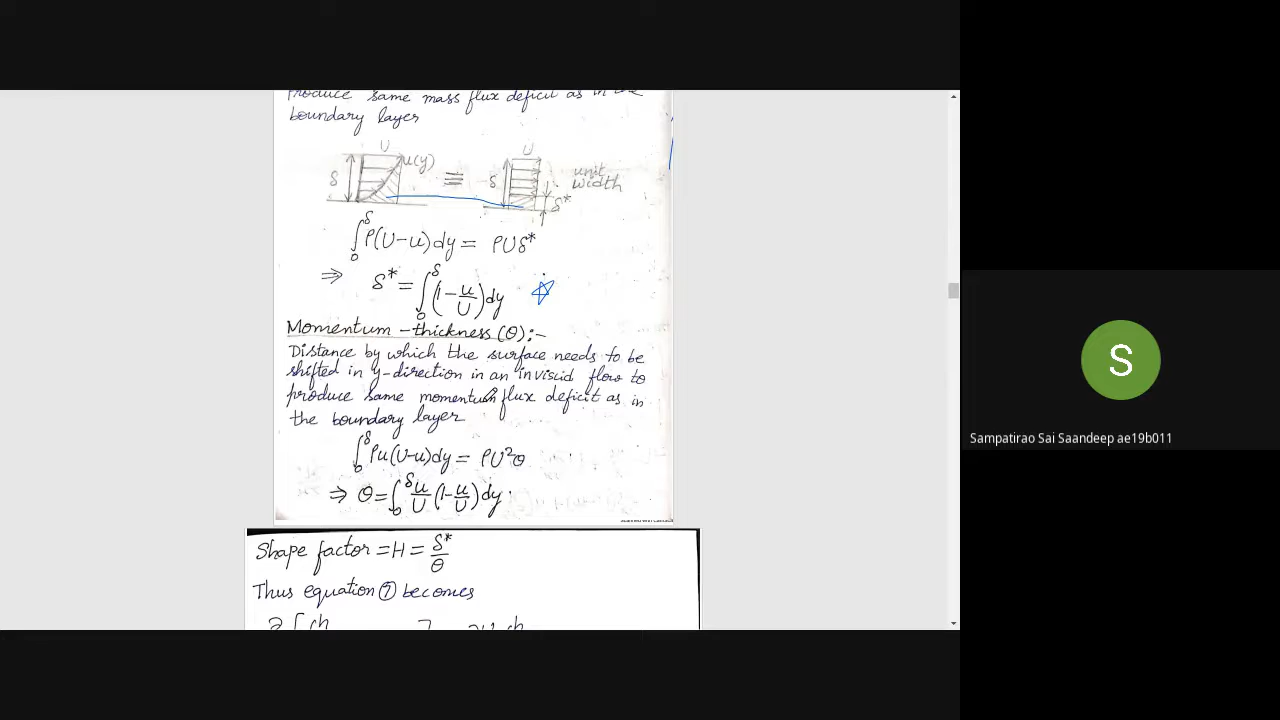 Produce same mass flux deficit as in the
boundary layer
U
u(y)
δ
≡
U
δ
unit
width
δ*
∫₀^δ ρ(U-u)dy = ρUδ*
⇒ δ* = ∫₀^δ (1-u/U)dy
Momentum-thickness (θ):-
Distance by which the surface needs to be
shifted in y-direction in an inviscid flow to
produce same momentum flux deficit as in
the boundary layer
∫₀^δ ρu(U-u)dy = ρU²θ
⇒ θ = ∫₀^δ u/U (1-u/U)dy.
Shape factor = H = δ*/θ
Thus equation ⑦ becomes
S
Sampatirao Sai Saandeep ae19b011